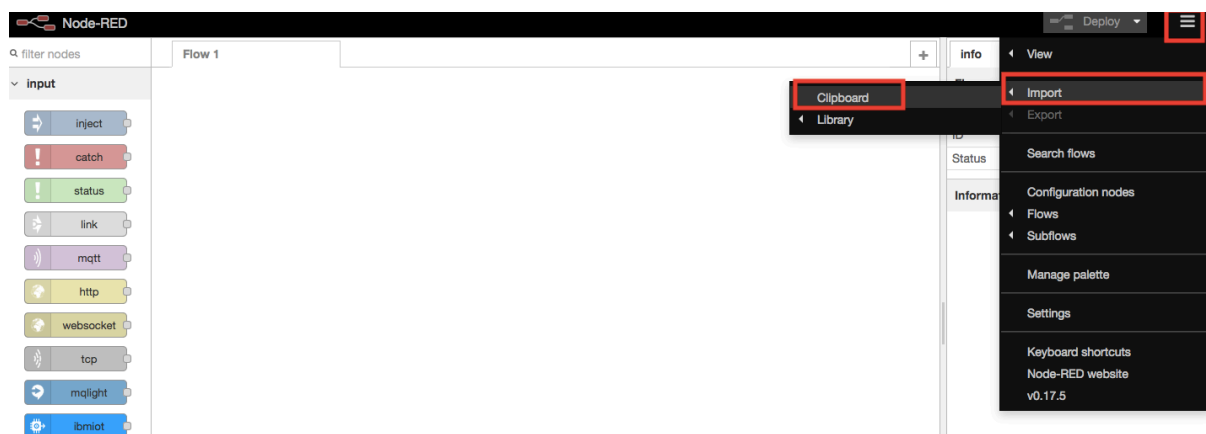 Node-RED
Deploy
filter nodes
Flow 1
+
info
View
input
Clipboard
Import
Library
Export
inject
ID
catch
Status
Search flows
status
Informa
Configuration nodes
Flows
link
Subflows
mqtt
Manage palette
http
Settings
websocket
tcp
Keyboard shortcuts
Node-RED website
mqlight
v0.17.5
ibmiot